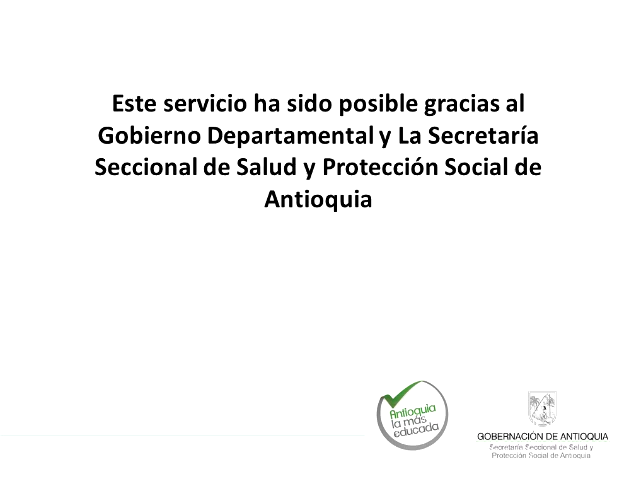 Este servicio ha sido posible gracias al
Gobierno Departamental y La Secretaría
Seccional de Salud y Protección Social de
Antioquia
Antioquia
la más
educada
GOBERNACIÓN DE ANTIOQUIA
Secretaría Seccional de Salud y
Protección Social de Antioquia